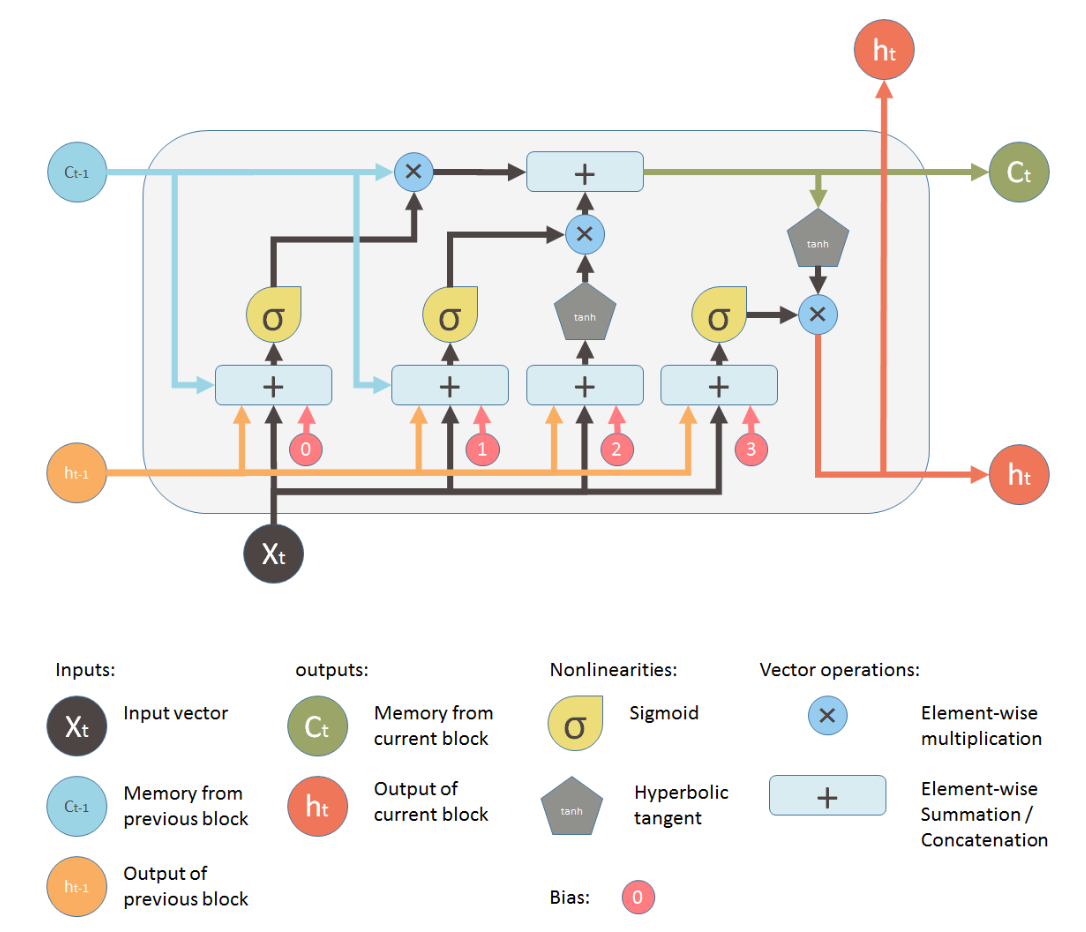 ht
Ct-1
×
+
Ct
×
tanh
tanh
σ
σ
σ
×
+
+
+
+
0
1
2
3
ht-1
ht
Xt
Inputs:
outputs:
Nonlinearities:
Vector operations:
Xt
Input vector
Ct
Memory from
current block
σ
Sigmoid
×
Element-wise
multiplication
Ct-1
Memory from
previous block
ht
Output of
current block
tanh
Hyperbolic
tangent
+
Element-wise
Summation /
Concatenation
ht-1
Output of
previous block
Bias:
0